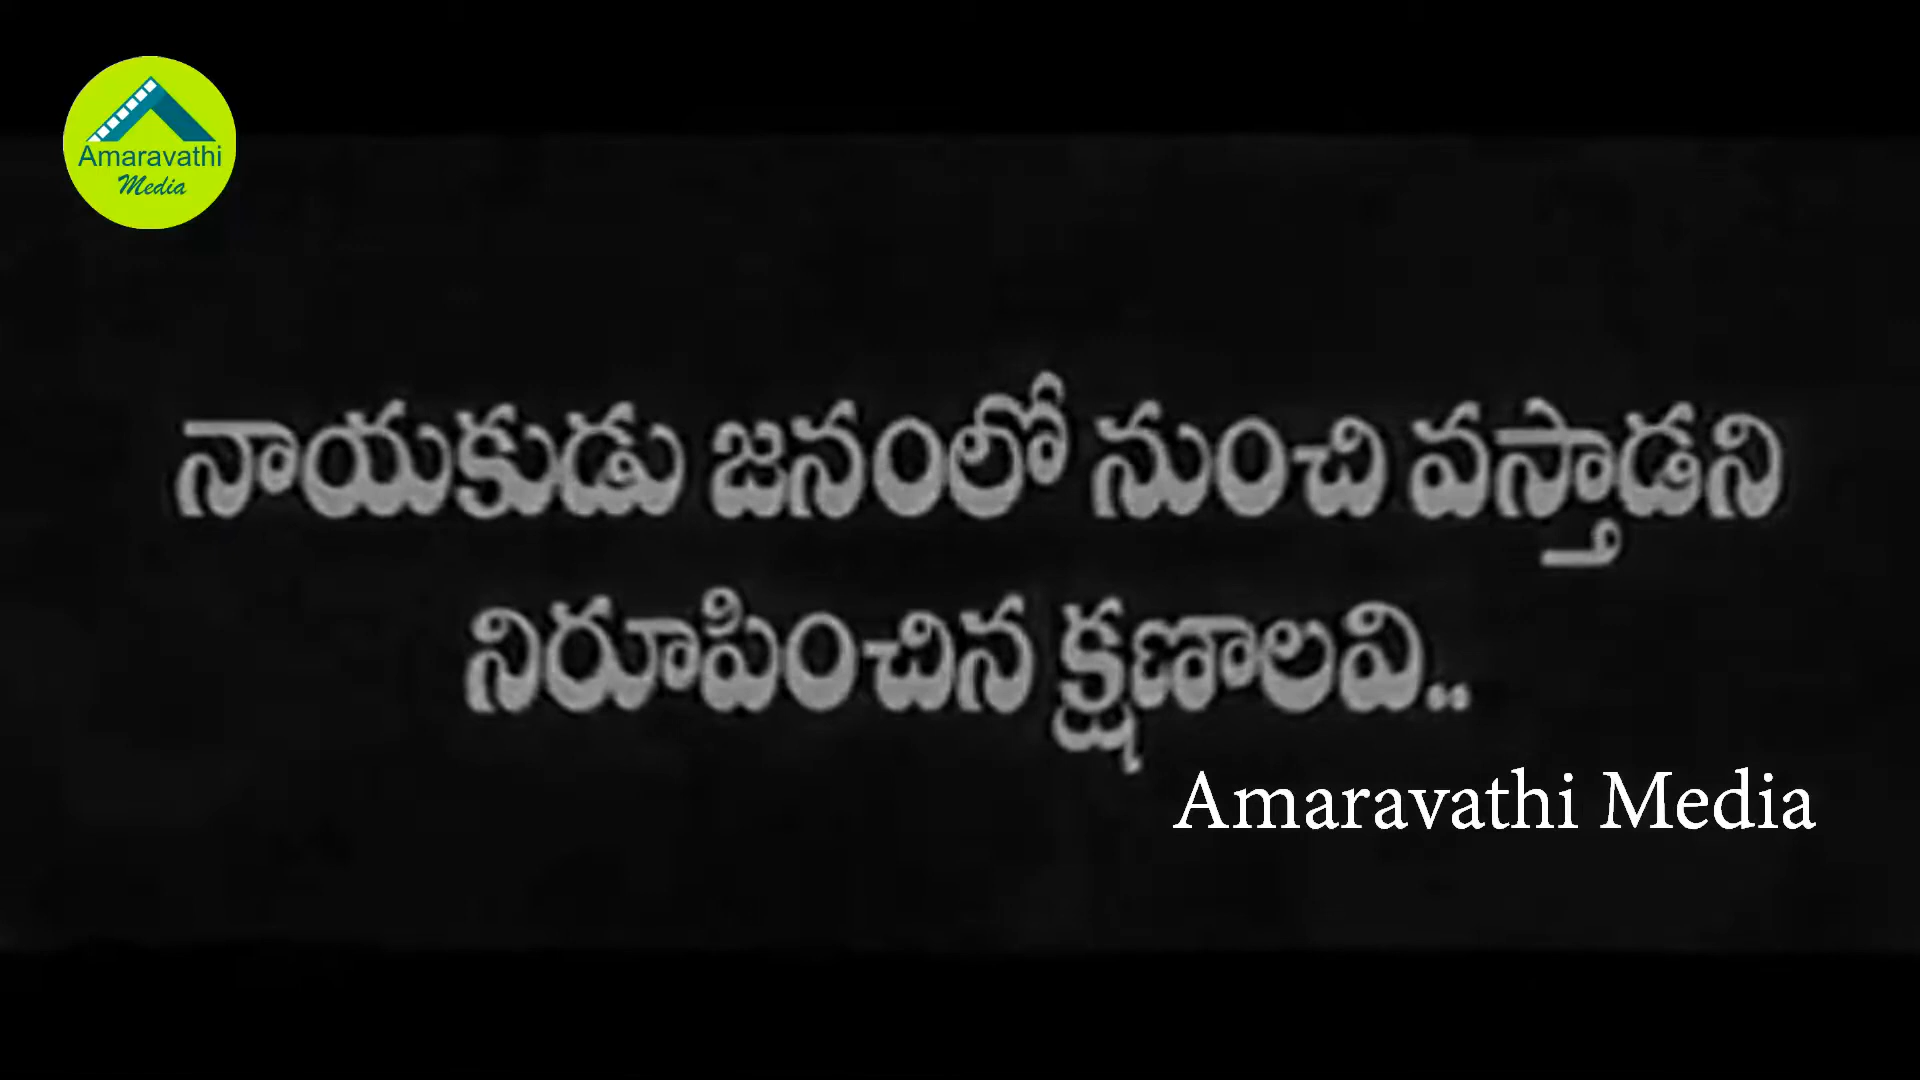 Amaravathi
Media
నాయకుడు జనంలో నుంచి వస్తాడని
నిరూపించిన క్షణాలవి..
Amaravathi Media